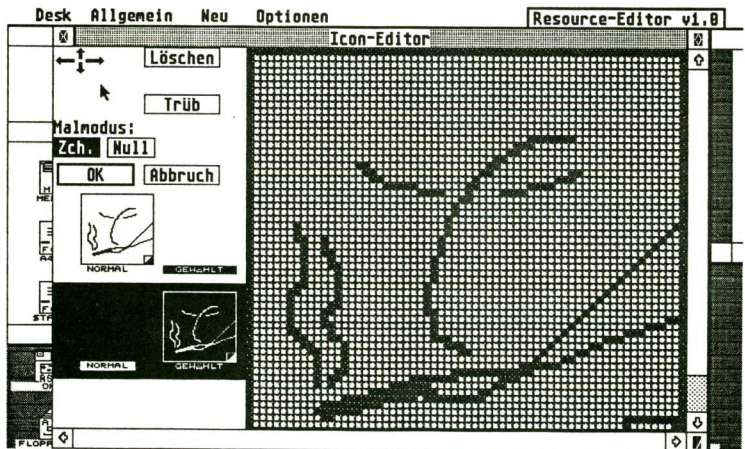 Desk Allgemein Neu Optionen Resource-Editor v1.0
Icon-Editor
Löschen
Trüb
Malmodus:
Zch. Null
OK Abbruch
NORMAL GEWÄHLT
NORMAL GEWÄHLT